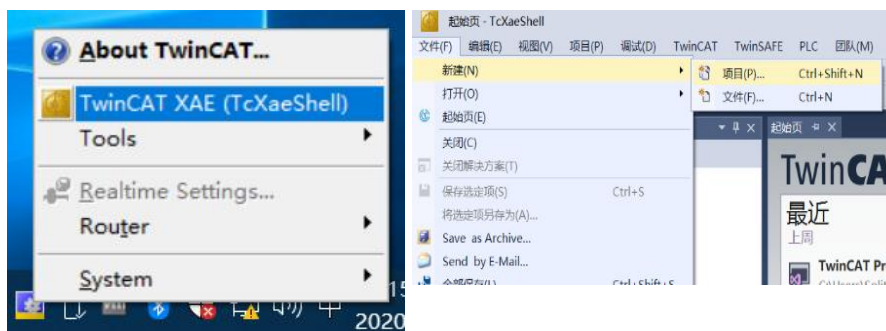 About TwinCAT...
TwinCAT XAE (TcXaeShell)
Tools
Realtime Settings...
Router
System
中
2020
起始页 - TcXaeShell
文件(F) 编辑(E) 视图(V) 项目(P) 调试(D) TwinCAT TwinSAFE PLC 团队(M)
新建(N) 项目(P)... Ctrl+Shift+N
打开(O) 文件(F)... Ctrl+N
起始页(E)
关闭(C) 起始页
关闭解决方案(T)
保存选定项(S) Ctrl+S
将选定项另存为(A)...
Save as Archive...
Send by E-Mail...
TwinCA
最近
上周
TwinCAT Pr